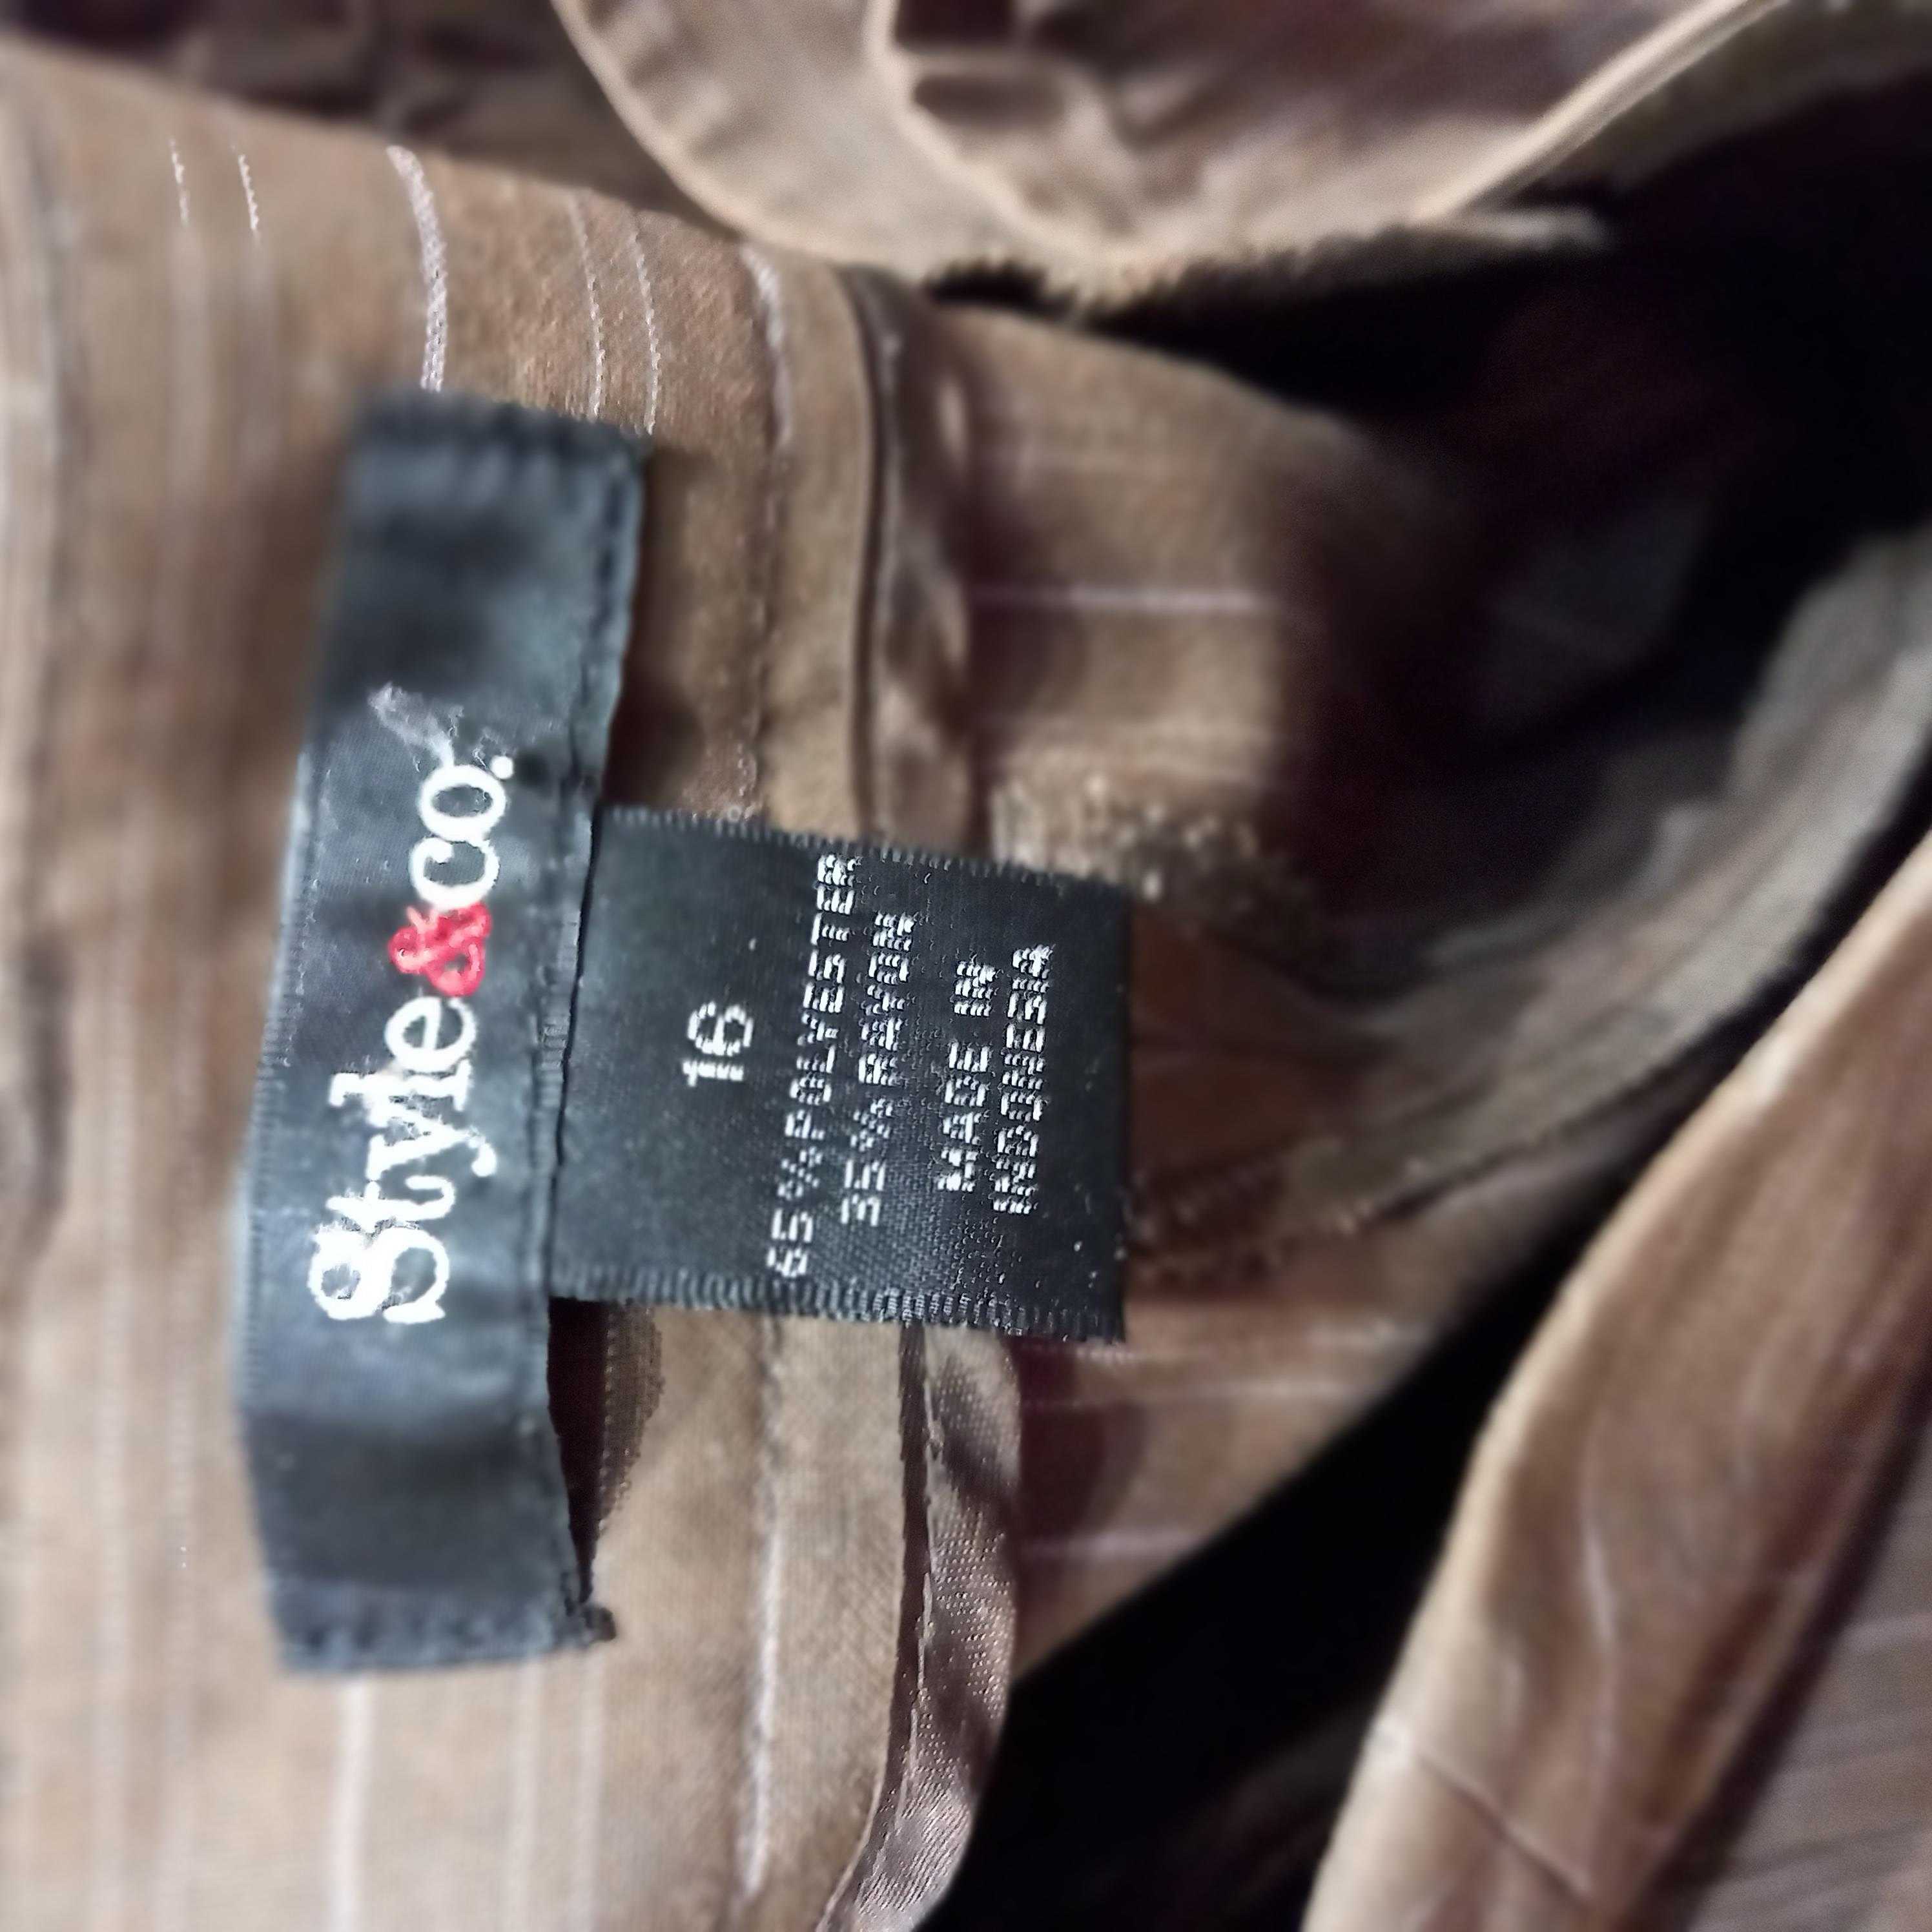 Style&co.
16
65%POLYESTER
35% RAYON
MADE IN
INDONESIA